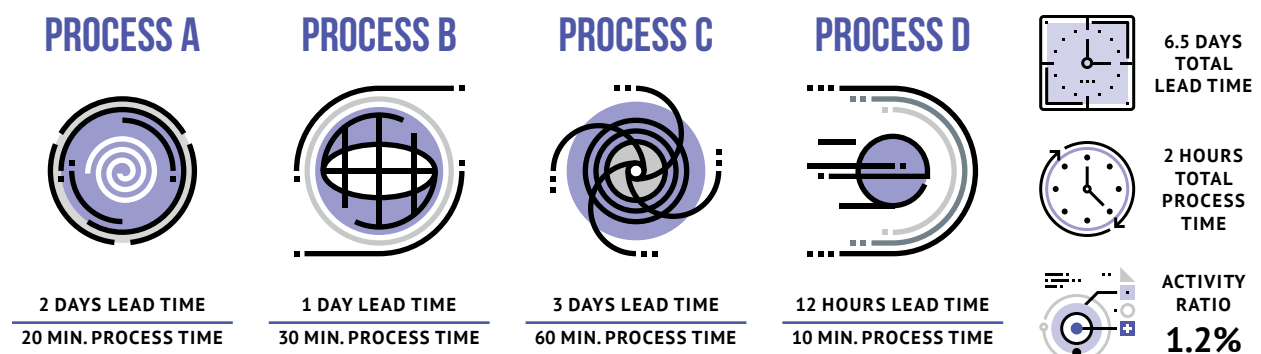 PROCESS A
2 DAYS LEAD TIME
20 MIN. PROCESS TIME
PROCESS B
1 DAY LEAD TIME
30 MIN. PROCESS TIME
PROCESS C
3 DAYS LEAD TIME
60 MIN. PROCESS TIME
PROCESS D
12 HOURS LEAD TIME
10 MIN. PROCESS TIME
6.5 DAYS
TOTAL
LEAD TIME
2 HOURS
TOTAL
PROCESS
TIME
ACTIVITY
RATIO
1.2%